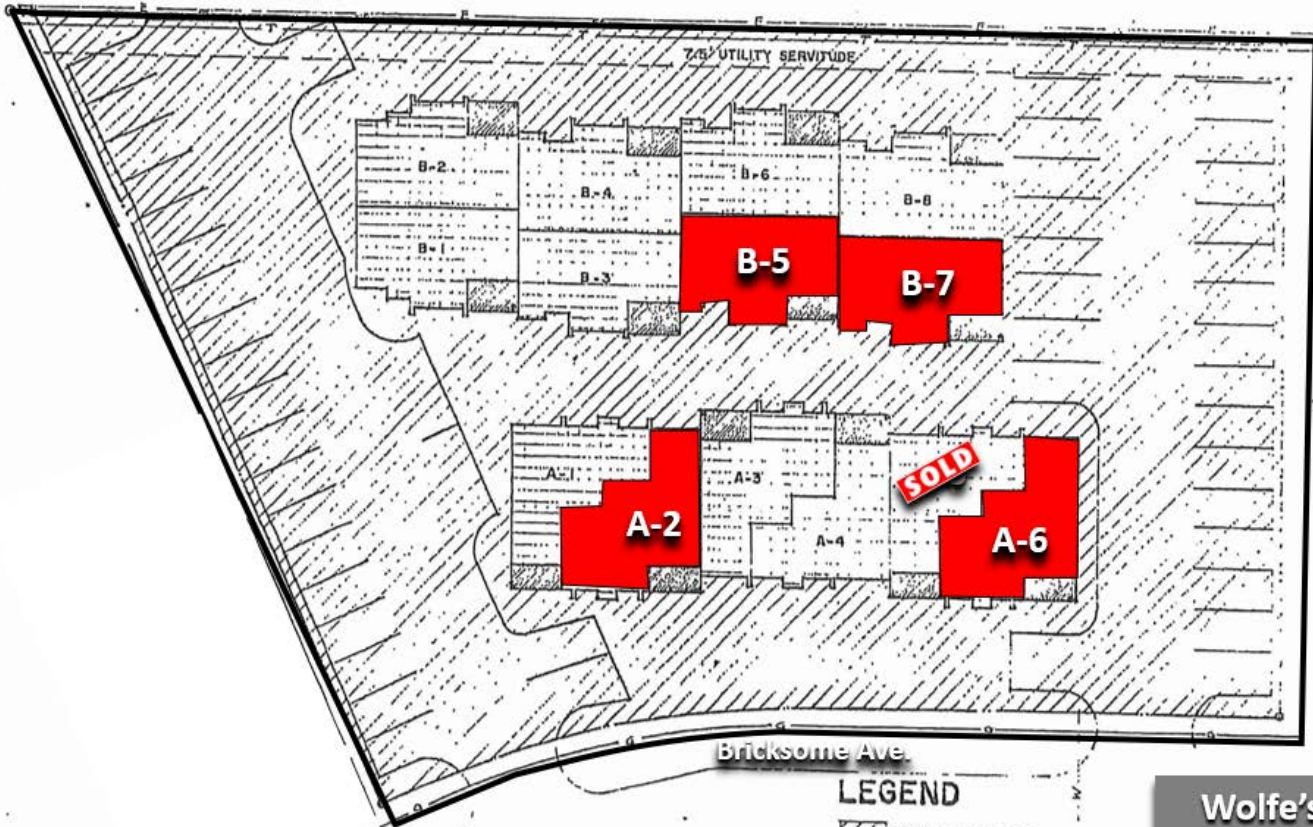 7.5' UTILITY SERVITUDE
B-2
B-4
B-6
B-8
B-1
B-3
B-5
B-7
A-1
A-2
A-3
A-4
SOLD
A-6
Bricksome Ave.
LEGEND
Wolfe's